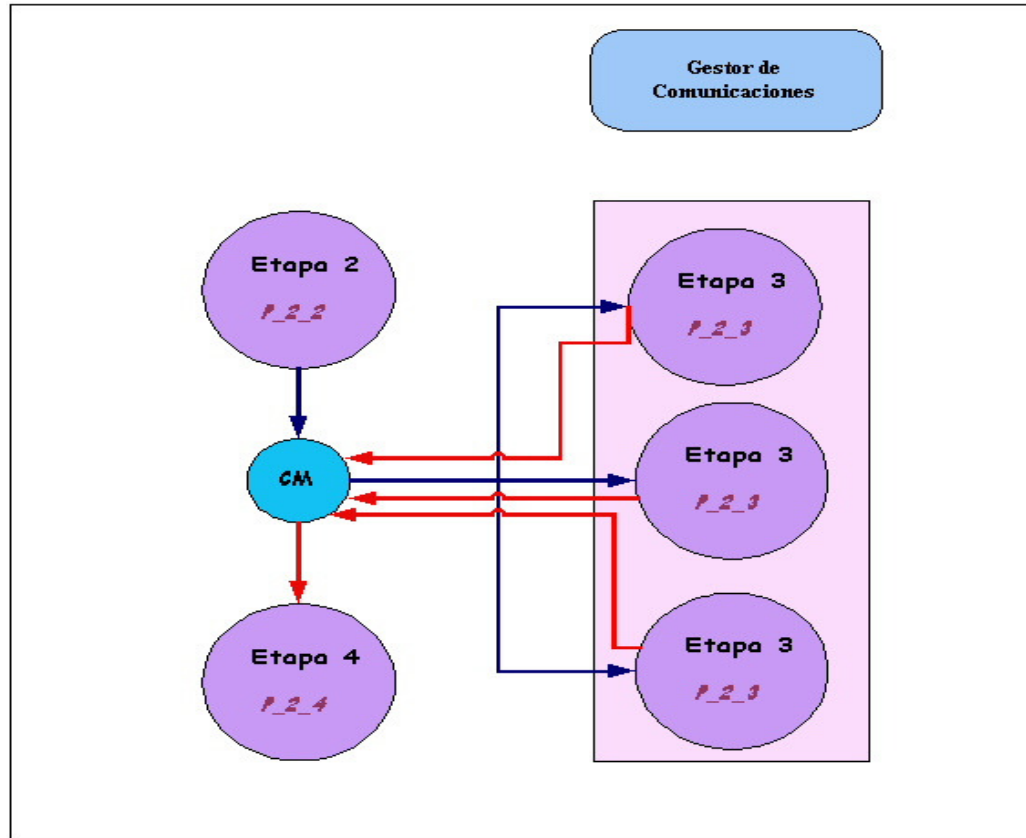 Gestor de
Comunicaciones
Etapa 2
P_2_2
Etapa 3
P_2_3
CM
Etapa 3
P_2_3
Etapa 4
P_2_4
Etapa 3
P_2_3